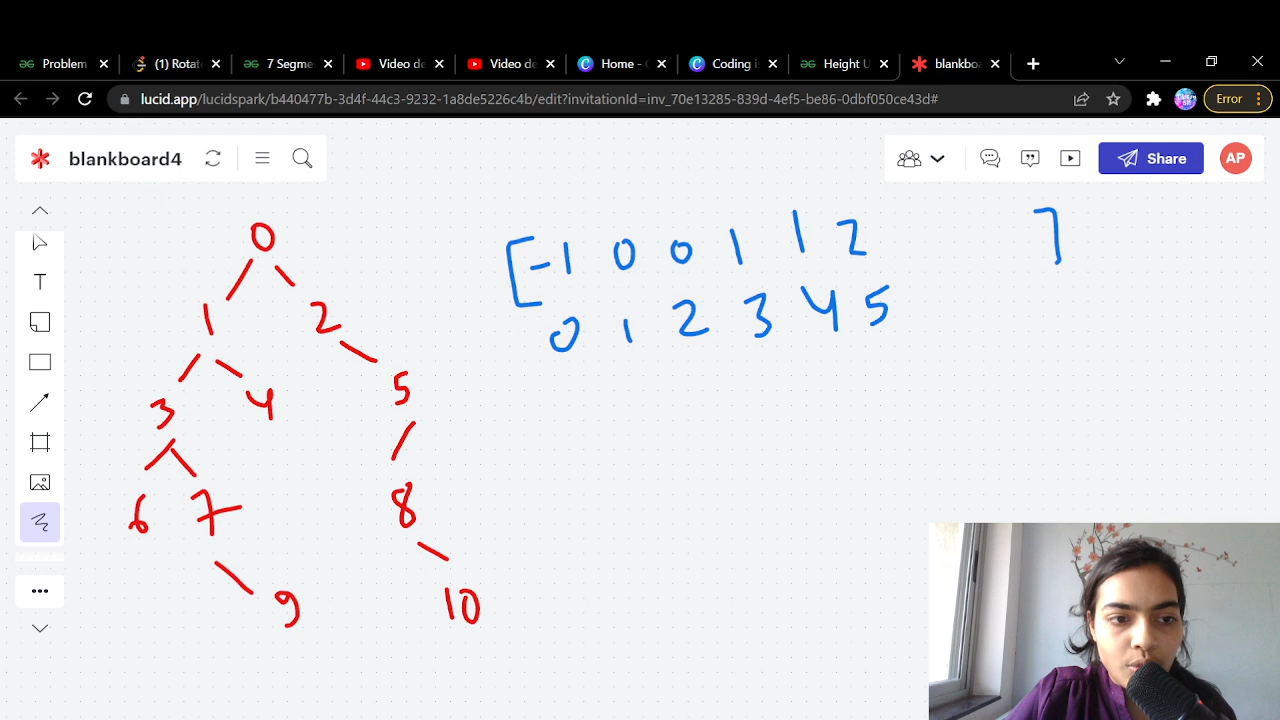 Problem
(1) Rotat
7 Segme
Video de
Video de
Home - 
Coding is
Height U
blankboa
lucid.app/lucidspark/b440477b-3d4f-44c3-9232-1a8de5226c4b/edit?invitationId=inv_70e13285-839d-4ef5-be86-0dbf050ce43d#
Error
blankboard4
Share
AP
T
0
1 2
3 4 5
6 7 8
9 10
[-1 0 0 1 1 2 ]
0 1 2 3 4 5